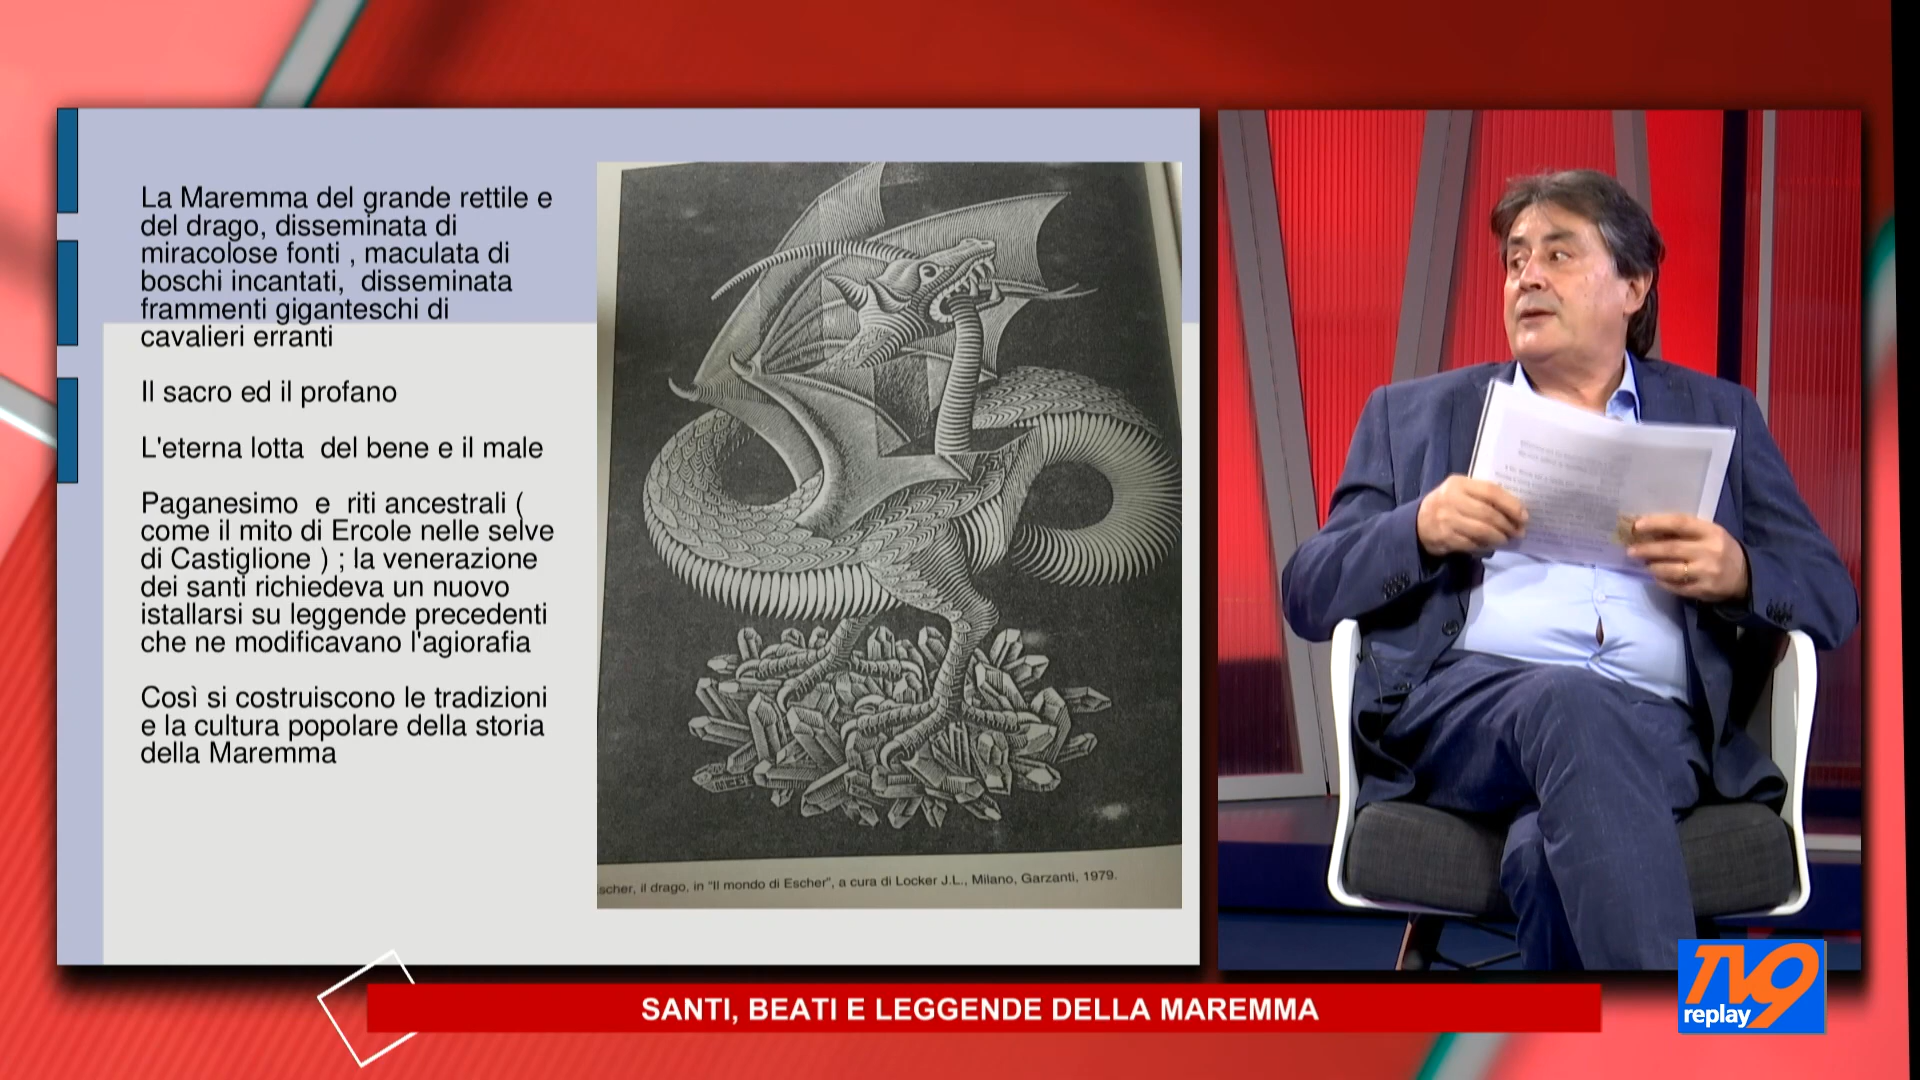 La Maremma del grande rettile e
del drago, disseminata di
miracolose fonti , maculata di
boschi incantati,  disseminata
frammenti giganteschi di
cavalieri erranti
Il sacro ed il profano
L'eterna lotta  del bene e il male
Paganesimo  e  riti ancestrali (
come il mito di Ercole nelle selve
di Castiglione ) ; la venerazione
dei santi richiedeva un nuovo
istallarsi su leggende precedenti
che ne modificavano l'agiorafia
Così si costruiscono le tradizioni
e la cultura popolare della storia
della Maremma
scher, il drago, in "Il mondo di Escher", a cura di Locker J.L., Milano, Garzanti, 1979.
SANTI, BEATI E LEGGENDE DELLA MAREMMA
TV9
replay